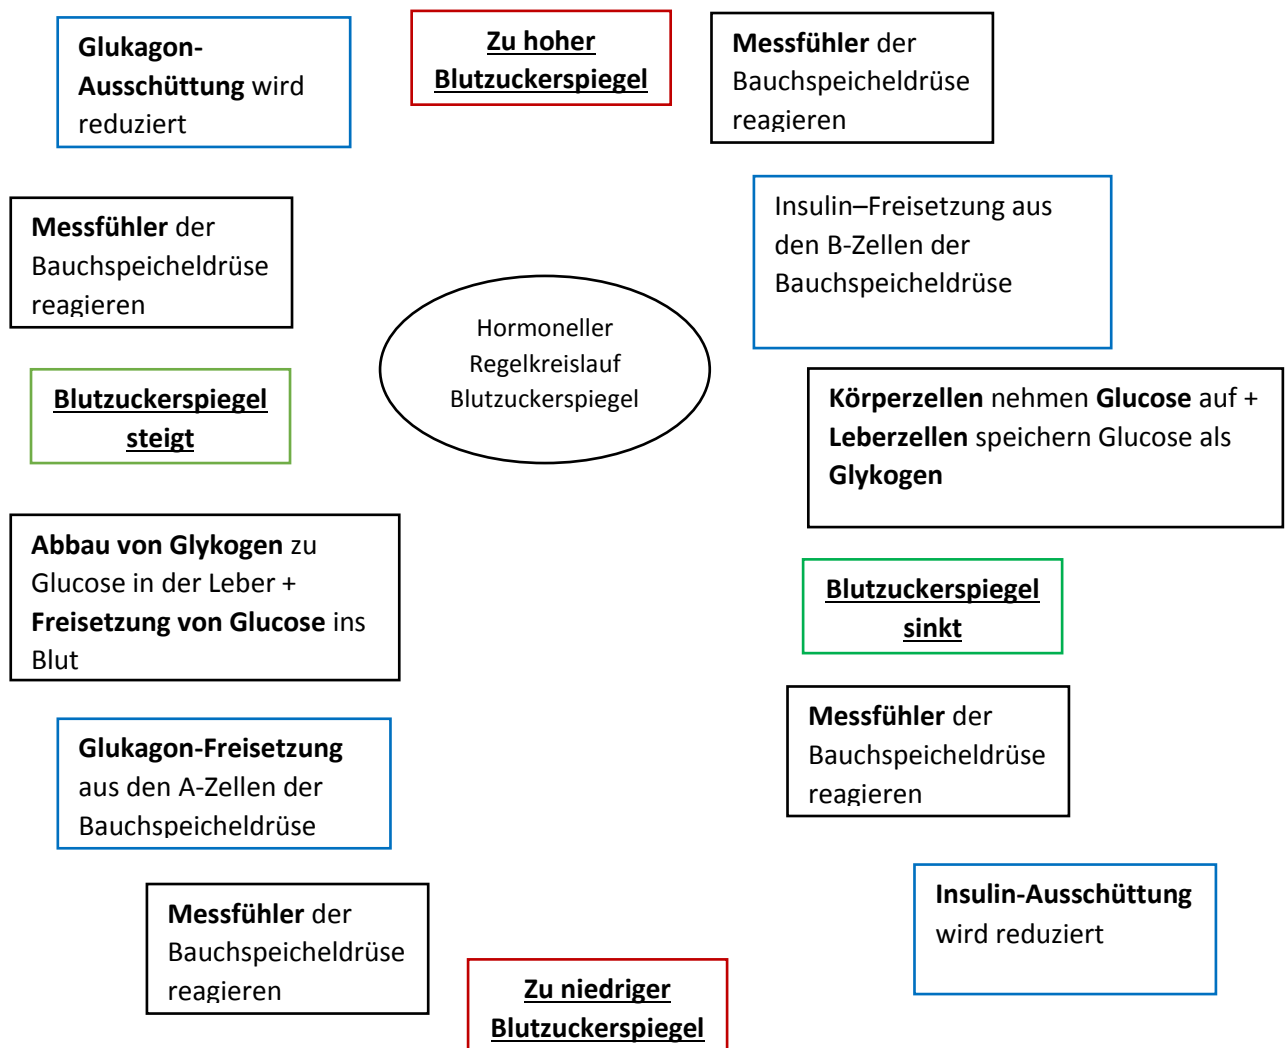 Glukagon-
Ausschüttung wird
reduziert
Zu hoher
Blutzuckerspiegel
Messfühler der
Bauchspeicheldrüse
reagieren
Insulin–Freisetzung aus
den B-Zellen der
Bauchspeicheldrüse
Messfühler der
Bauchspeicheldrüse
reagieren
Hormoneller
Regelkreislauf
Blutzuckerspiegel
Blutzuckerspiegel
steigt
Körperzellen nehmen Glucose auf +
Leberzellen speichern Glucose als
Glykogen
Abbau von Glykogen zu
Glucose in der Leber +
Freisetzung von Glucose ins
Blut
Blutzuckerspiegel
sinkt
Messfühler der
Bauchspeicheldrüse
reagieren
Glukagon-Freisetzung
aus den A-Zellen der
Bauchspeicheldrüse
Insulin-Ausschüttung
wird reduziert
Messfühler der
Bauchspeicheldrüse
reagieren
Zu niedriger
Blutzuckerspiegel